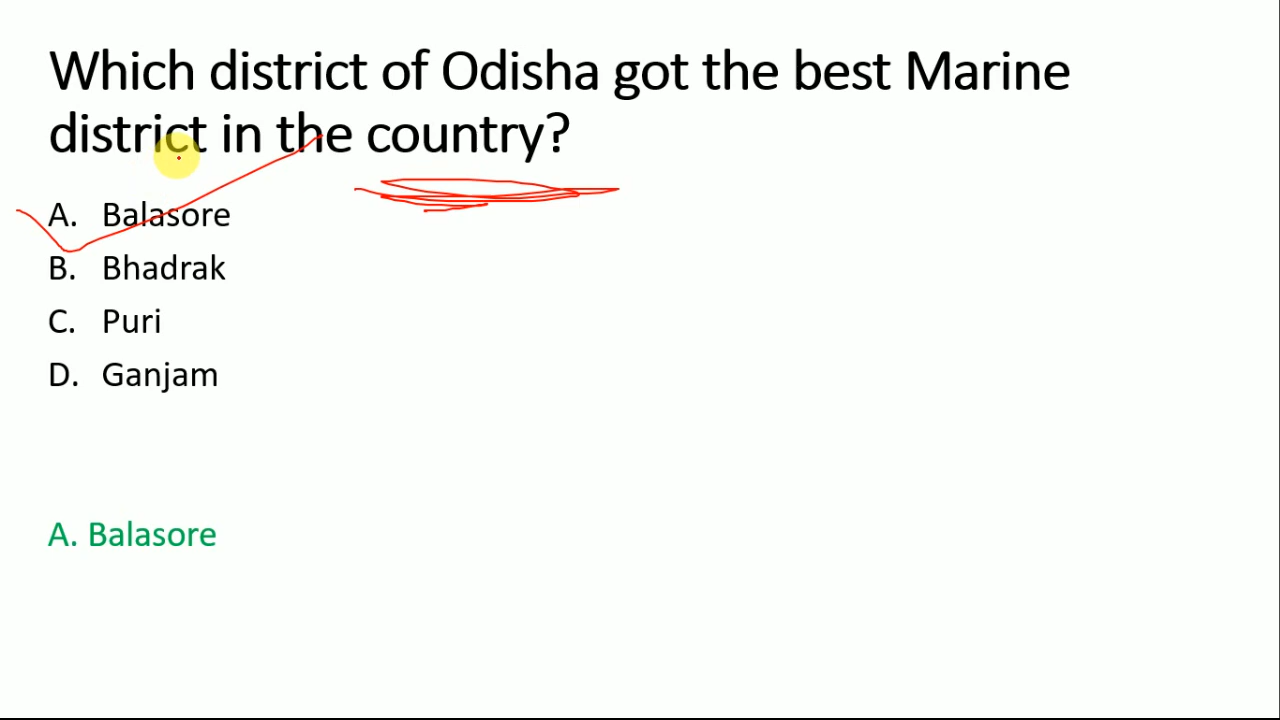 Which district of Odisha got the best Marine
district in the country?
A. Balasore
B. Bhadrak
C. Puri
D. Ganjam
A. Balasore